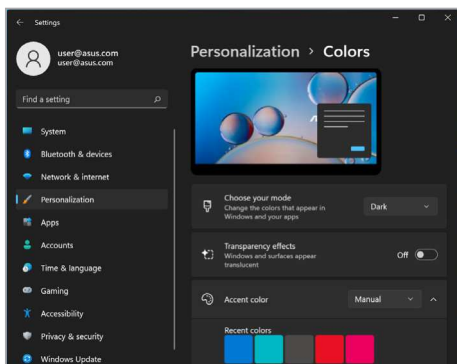 Settings
user@asus.com
user@asus.com
Find a setting
System
Bluetooth & devices
Network & internet
Personalization
Apps
Accounts
Time & language
Gaming
Accessibility
Privacy & security
Windows Update
Personalization > Colors
Choose your mode
Change the colors that appear in
Windows and your apps
Dark
Transparency effects
Windows and surfaces appear
translucent
Off
Accent color
Manual
Recent colors